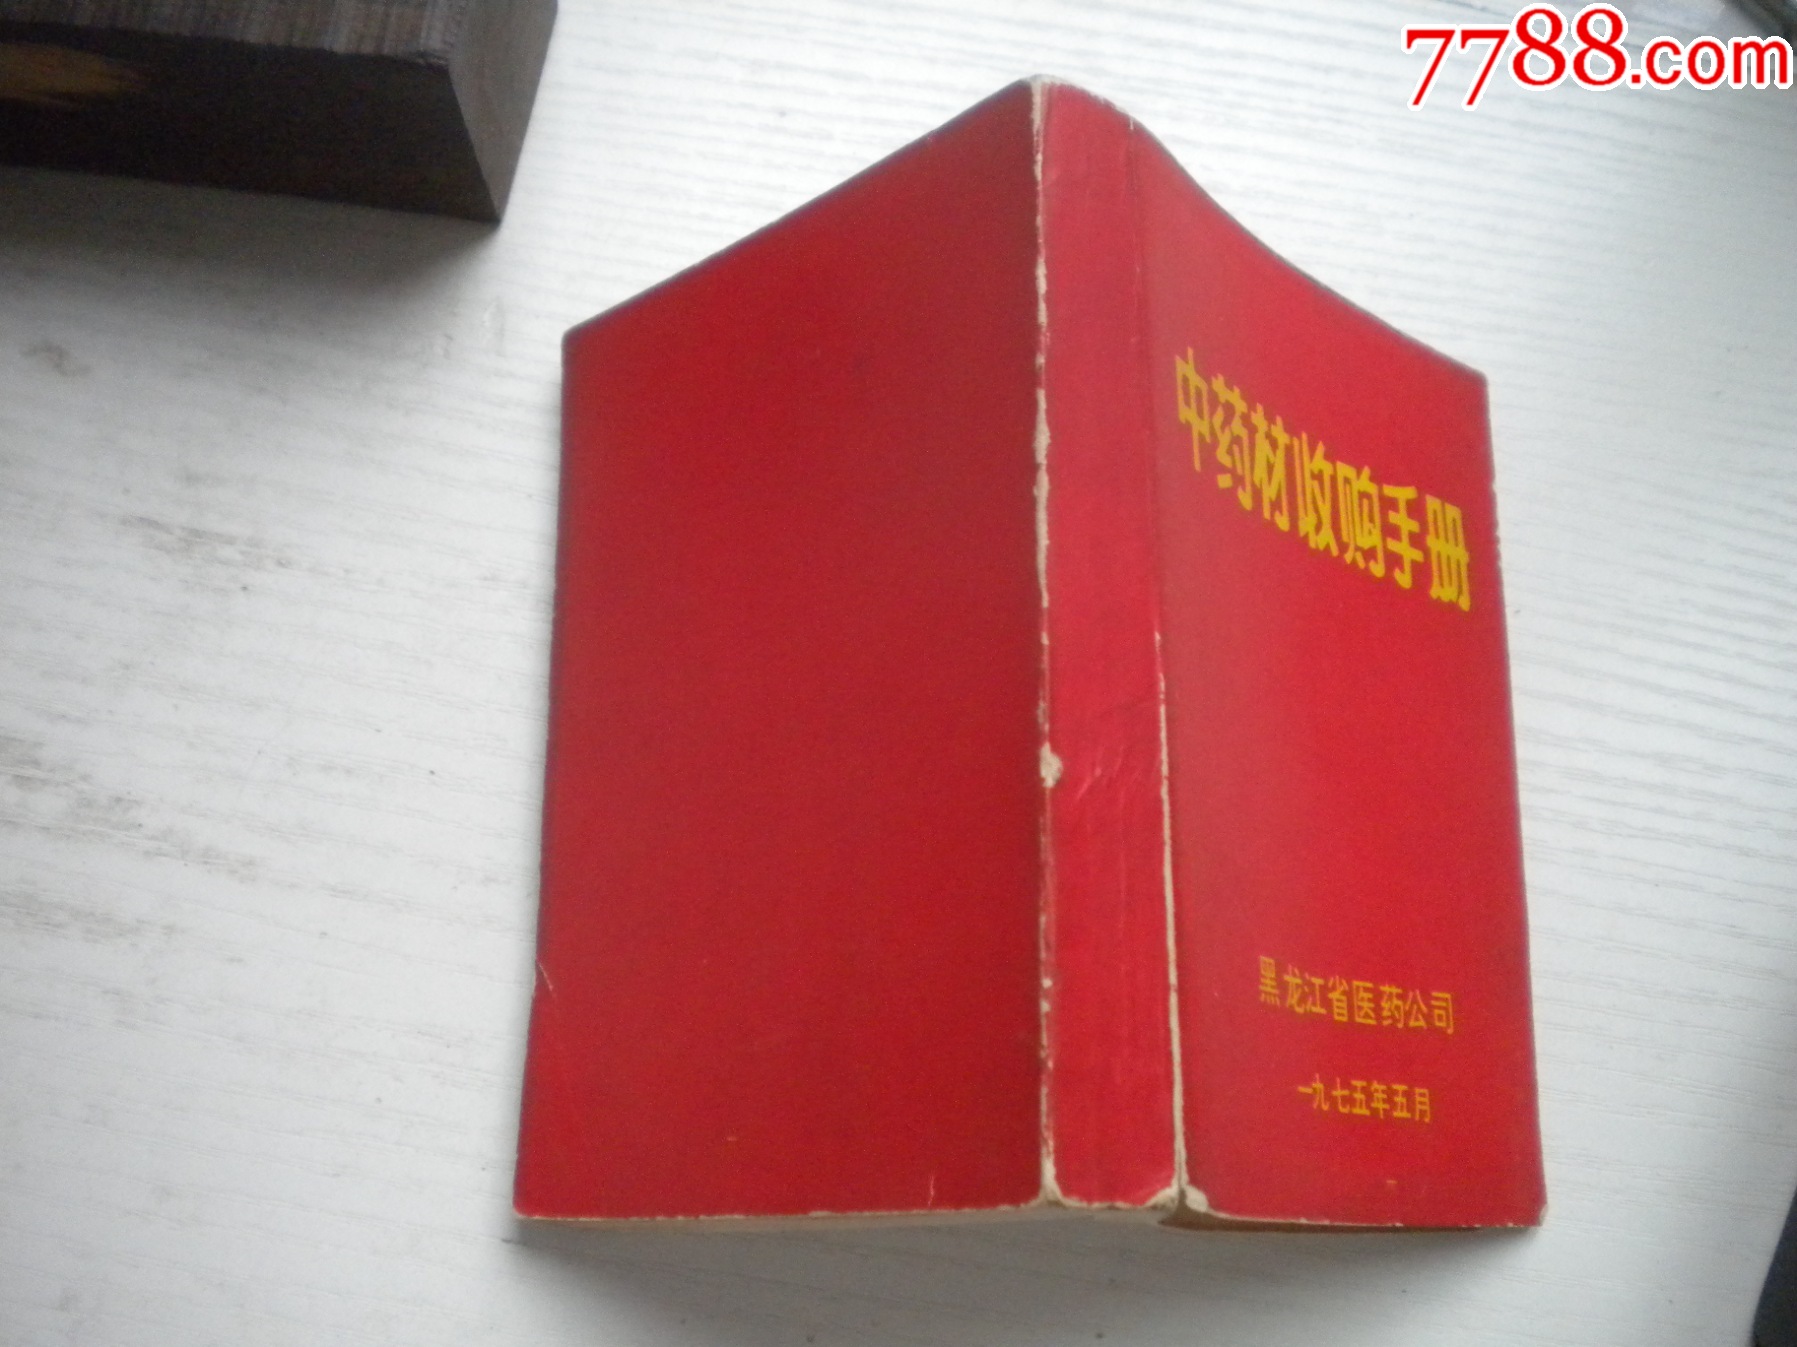 7788.com
中药材收购手册
黑龙江省医药公司
一九七五年五月